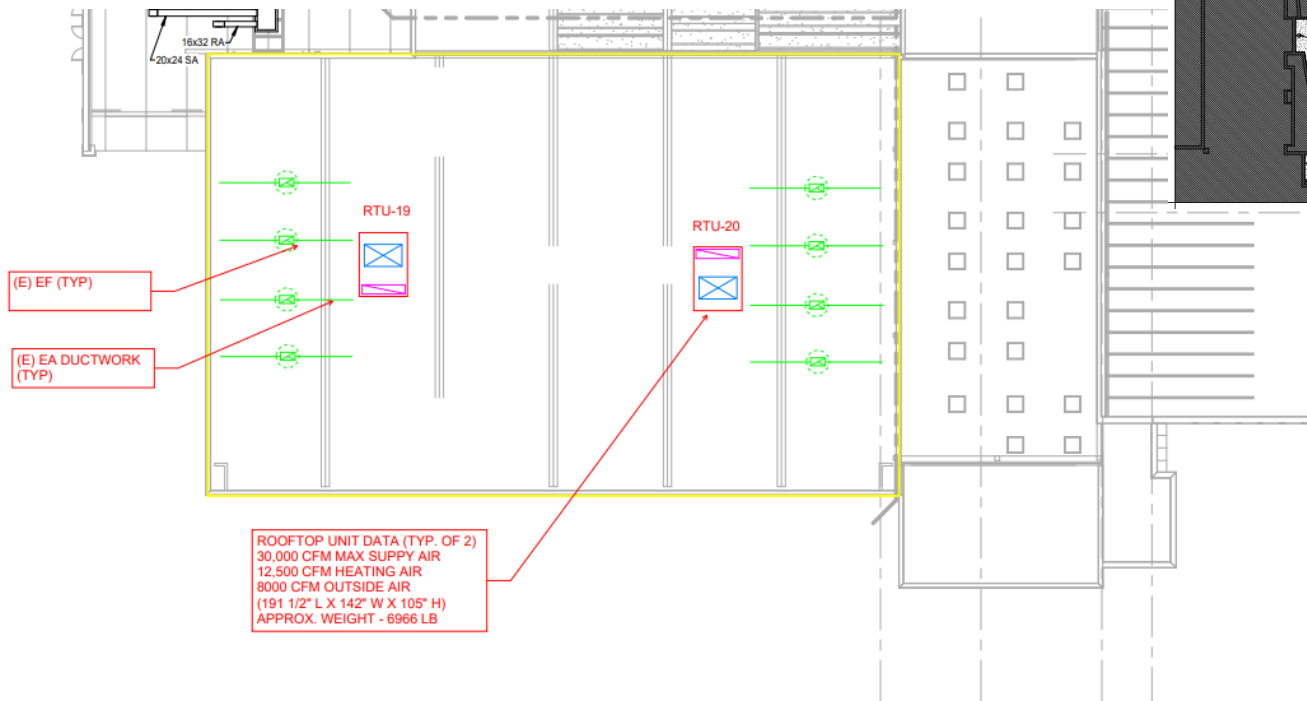 16x32 RA
20x24 SA
RTU-19
RTU-20
(E) EF (TYP)
(E) EA DUCTWORK
(TYP)
ROOFTOP UNIT DATA (TYP. OF 2)
30,000 CFM MAX SUPPY AIR
12,500 CFM HEATING AIR
8000 CFM OUTSIDE AIR
(191 1/2" L X 142" W X 105" H)
APPROX. WEIGHT - 6966 LB